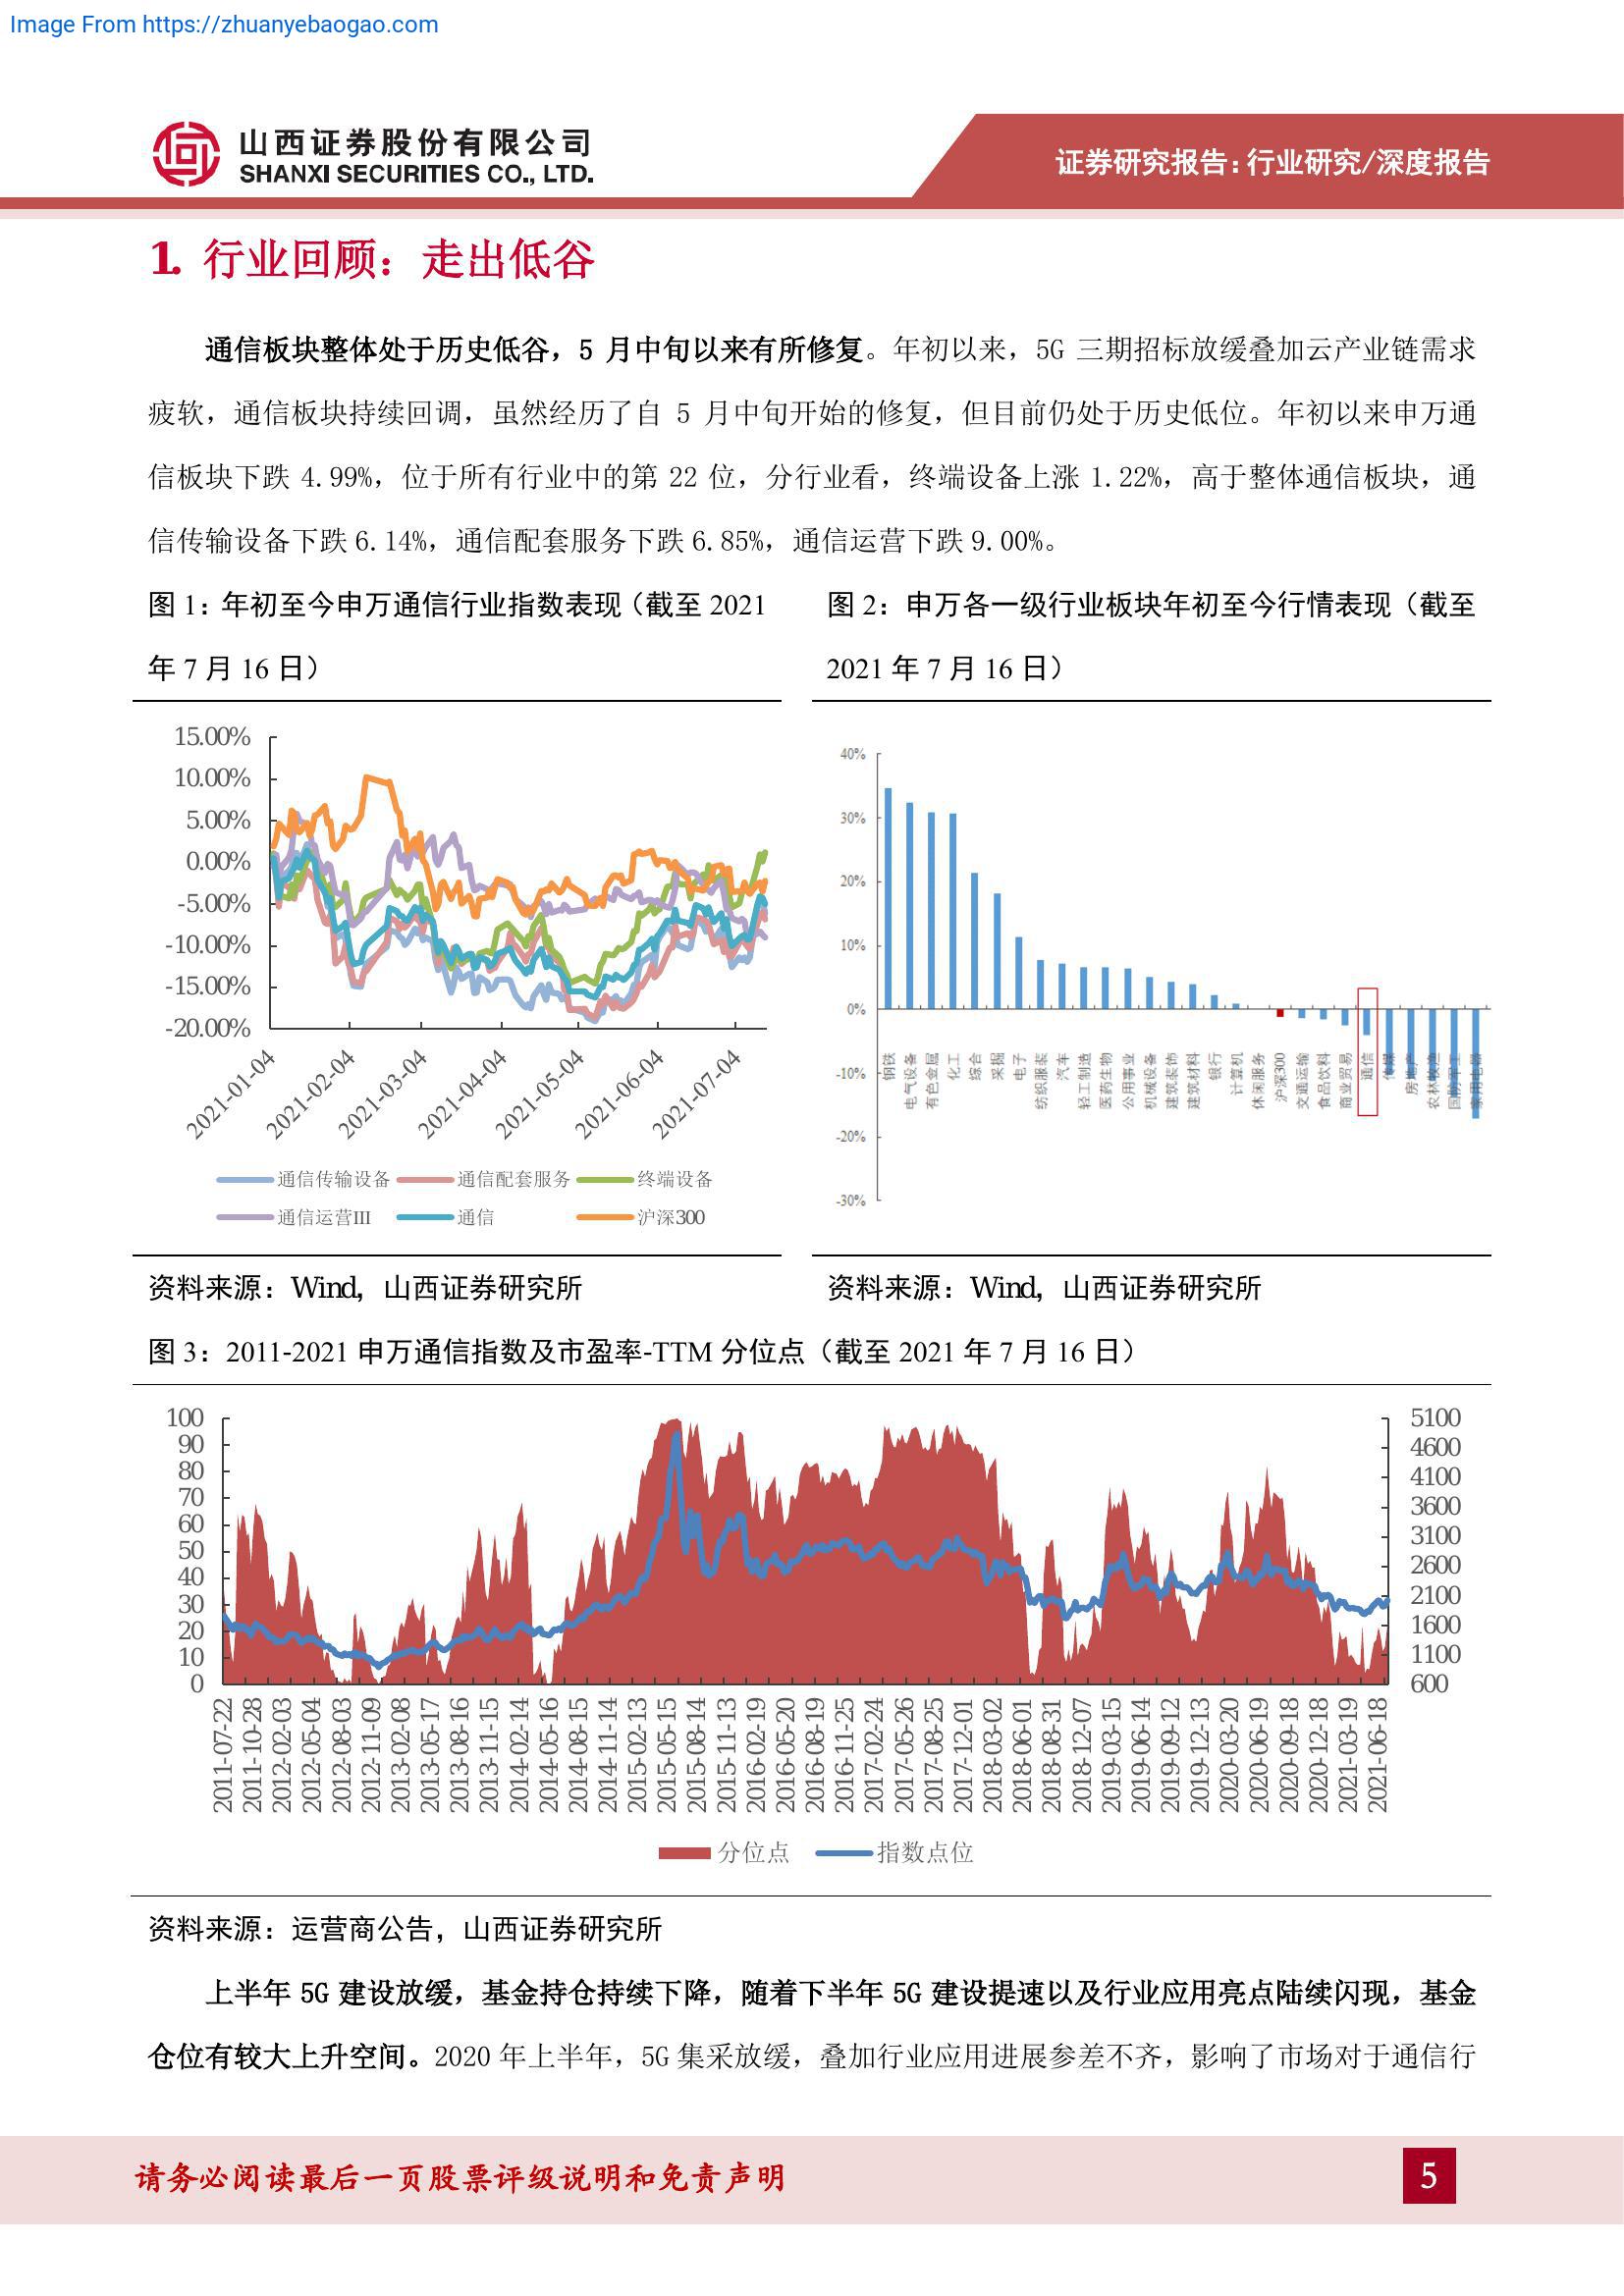 Image From https://zhuanyebaogao.com
山西证券股份有限公司
SHANXI SECURITIES CO., LTD.
证券研究报告:行业研究/深度报告
1. 行业回顾：走出低谷
通信板块整体处于历史低谷，5 月中旬以来有所修复。年初以来，5G 三期招标放缓叠加云产业链需求
疲软，通信板块持续回调，虽然经历了自 5 月中旬开始的修复，但目前仍处于历史低位。年初以来申万通
信板块下跌 4.99%，位于所有行业中的第 22 位，分行业看，终端设备上涨 1.22%，高于整体通信板块，通
信传输设备下跌 6.14%，通信配套服务下跌 6.85%，通信运营下跌 9.00%。
图 1：年初至今申万通信行业指数表现（截至 2021
年 7 月 16 日）
15.00%
10.00%
5.00%
0.00%
-5.00%
-10.00%
-15.00%
-20.00%
2021-01-04
2021-02-04
2021-03-04
2021-04-04
2021-05-04
2021-06-04
2021-07-04
通信传输设备 通信配套服务 终端设备
通信运营III 通信 沪深300
资料来源：Wind，山西证券研究所
图 2：申万各一级行业板块年初至今行情表现（截至
2021 年 7 月 16 日）
40%
30%
20%
10%
0%
-10%
-20%
-30%
钢铁
电气设备
有色金属
化工
综合
采掘
电子
纺织服装
汽车
轻工制造
医药生物
公用事业
机械设备
建筑装饰
建筑材料
银行
计算机
休闲服务
沪深300
交通运输
食品饮料
商业贸易
通信
传媒
房地产
农林牧渔
国防军工
家用电器
资料来源：Wind，山西证券研究所
图 3：2011-2021 申万通信指数及市盈率-TTM 分位点（截至 2021 年 7 月 16 日）
100
90
80
70
60
50
40
30
20
10
0
5100
4600
4100
3600
3100
2600
2100
1600
1100
600
2011-07-22
2011-10-28
2012-02-03
2012-05-04
2012-08-03
2012-11-09
2013-02-08
2013-05-17
2013-08-16
2013-11-15
2014-02-14
2014-05-16
2014-08-15
2014-11-14
2015-02-13
2015-05-15
2015-08-14
2015-11-13
2016-02-19
2016-05-20
2016-08-19
2016-11-25
2017-02-24
2017-05-26
2017-08-25
2017-12-01
2018-03-02
2018-06-01
2018-08-31
2018-12-07
2019-03-15
2019-06-14
2019-09-12
2019-12-13
2020-03-20
2020-06-19
2020-09-18
2020-12-18
2021-03-19
2021-06-18
分位点 指数点位
资料来源：运营商公告，山西证券研究所
上半年 5G 建设放缓，基金持仓持续下降，随着下半年 5G 建设提速以及行业应用亮点陆续闪现，基金
仓位有较大上升空间。2020 年上半年，5G 集采放缓，叠加行业应用进展参差不齐，影响了市场对于通信行
请务必阅读最后一页股票评级说明和免责声明
5